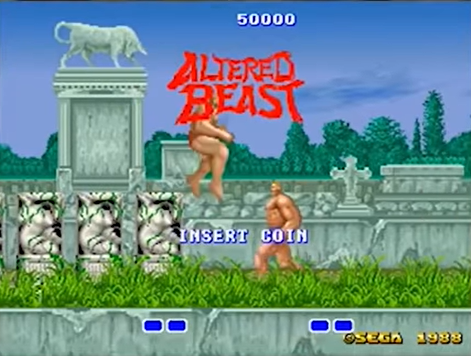 50000
ALTERED
BEAST
INSERT COIN
©SEGA 1988